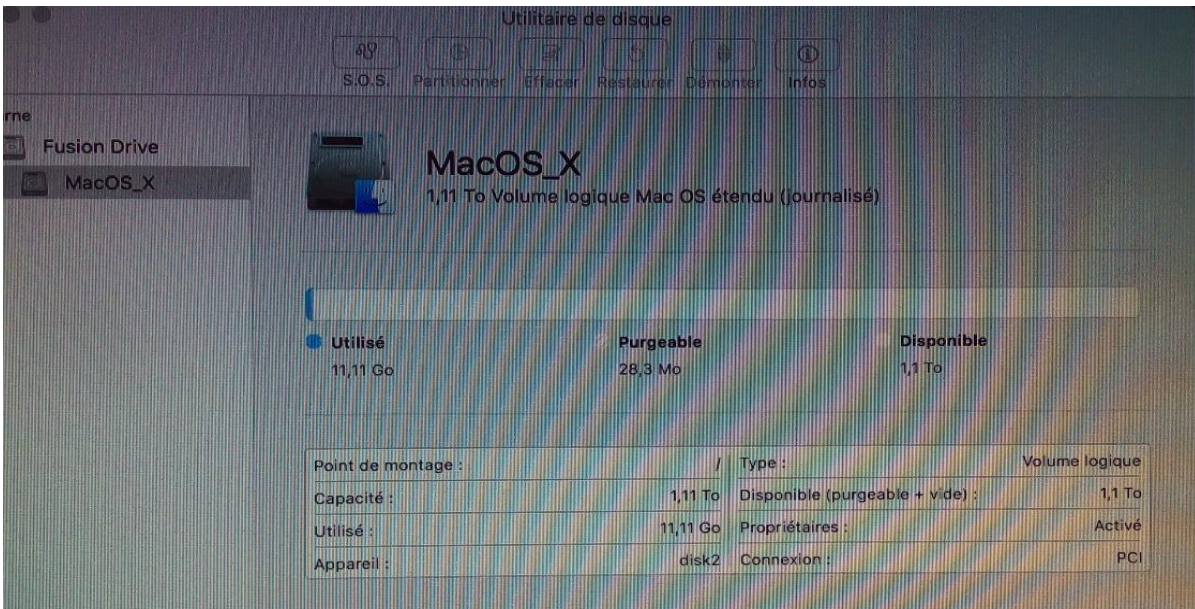 Utilitaire de disque
S.O.S. Partitionner Effacer Restaurer Démonter Infos
rne
Fusion Drive
MacOS_X
MacOS_X
1,11 To Volume logique Mac OS étendu (journalisé)
Utilisé Purgeable Disponible
11,11 Go 28,3 Mo 1,1 To
Point de montage : / Type : Volume logique
Capacité : 1,11 To Disponible (purgeable + vide) : 1,1 To
Utilisé : 11,11 Go Propriétaires : Activé
Appareil : disk2 Connexion : PCI